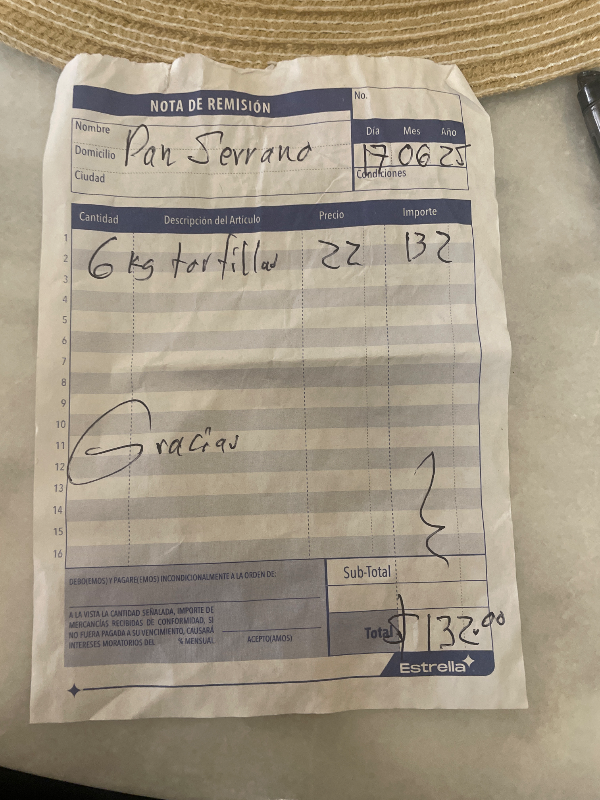 NOTA DE REMISIÓN
No.
Nombre
Domicilio Pan Serrano
Ciudad
Día Mes Año
17 06 25
Condiciones
Cantidad Descripción del Artículo Precio Importe
1
2 6 kg tortillas 22 132
3
4
5
6
7
8
9
10
11 Gracias
12
13
14
15
16
DEBO(EMOS) Y PAGARE(EMOS) INCONDICIONALMENTE A LA ORDEN DE:
A LA VISTA LA CANTIDAD SEÑALADA, IMPORTE DE
MERCANCÍAS RECIBIDAS DE CONFORMIDAD, SI
NO FUERA PAGADA A SU VENCIMIENTO, CAUSARÁ
INTERESES MORATORIOS DEL % MENSUAL.
ACEPTO(AMOS)
Sub-Total
Total $132.00
Estrella